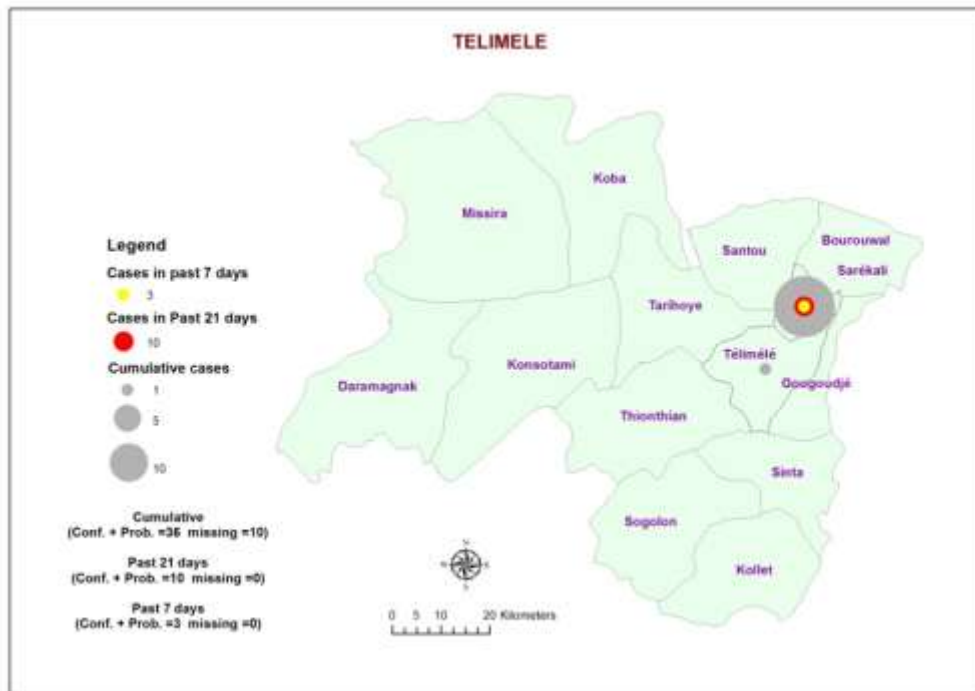 TELIMELE
Koba
Missira
Santou
Bourouwal
Sarékali
Tarihoye
Télimélé
Konsotami
Daramagnak
Gougoudjé
Thionthian
Sinta
Sogolon
Kollet
Legend
Cases in past 7 days
3
Cases in Past 21 days
10
Cumulative cases
1
5
10
Cumulative
(Conf. + Prob. =36 missing =10)
Past 21 days
(Conf. + Prob. =10 missing =0)
Past 7 days
(Conf. + Prob. =3 missing =0)
N
S
0 5 10 20 Kilometers